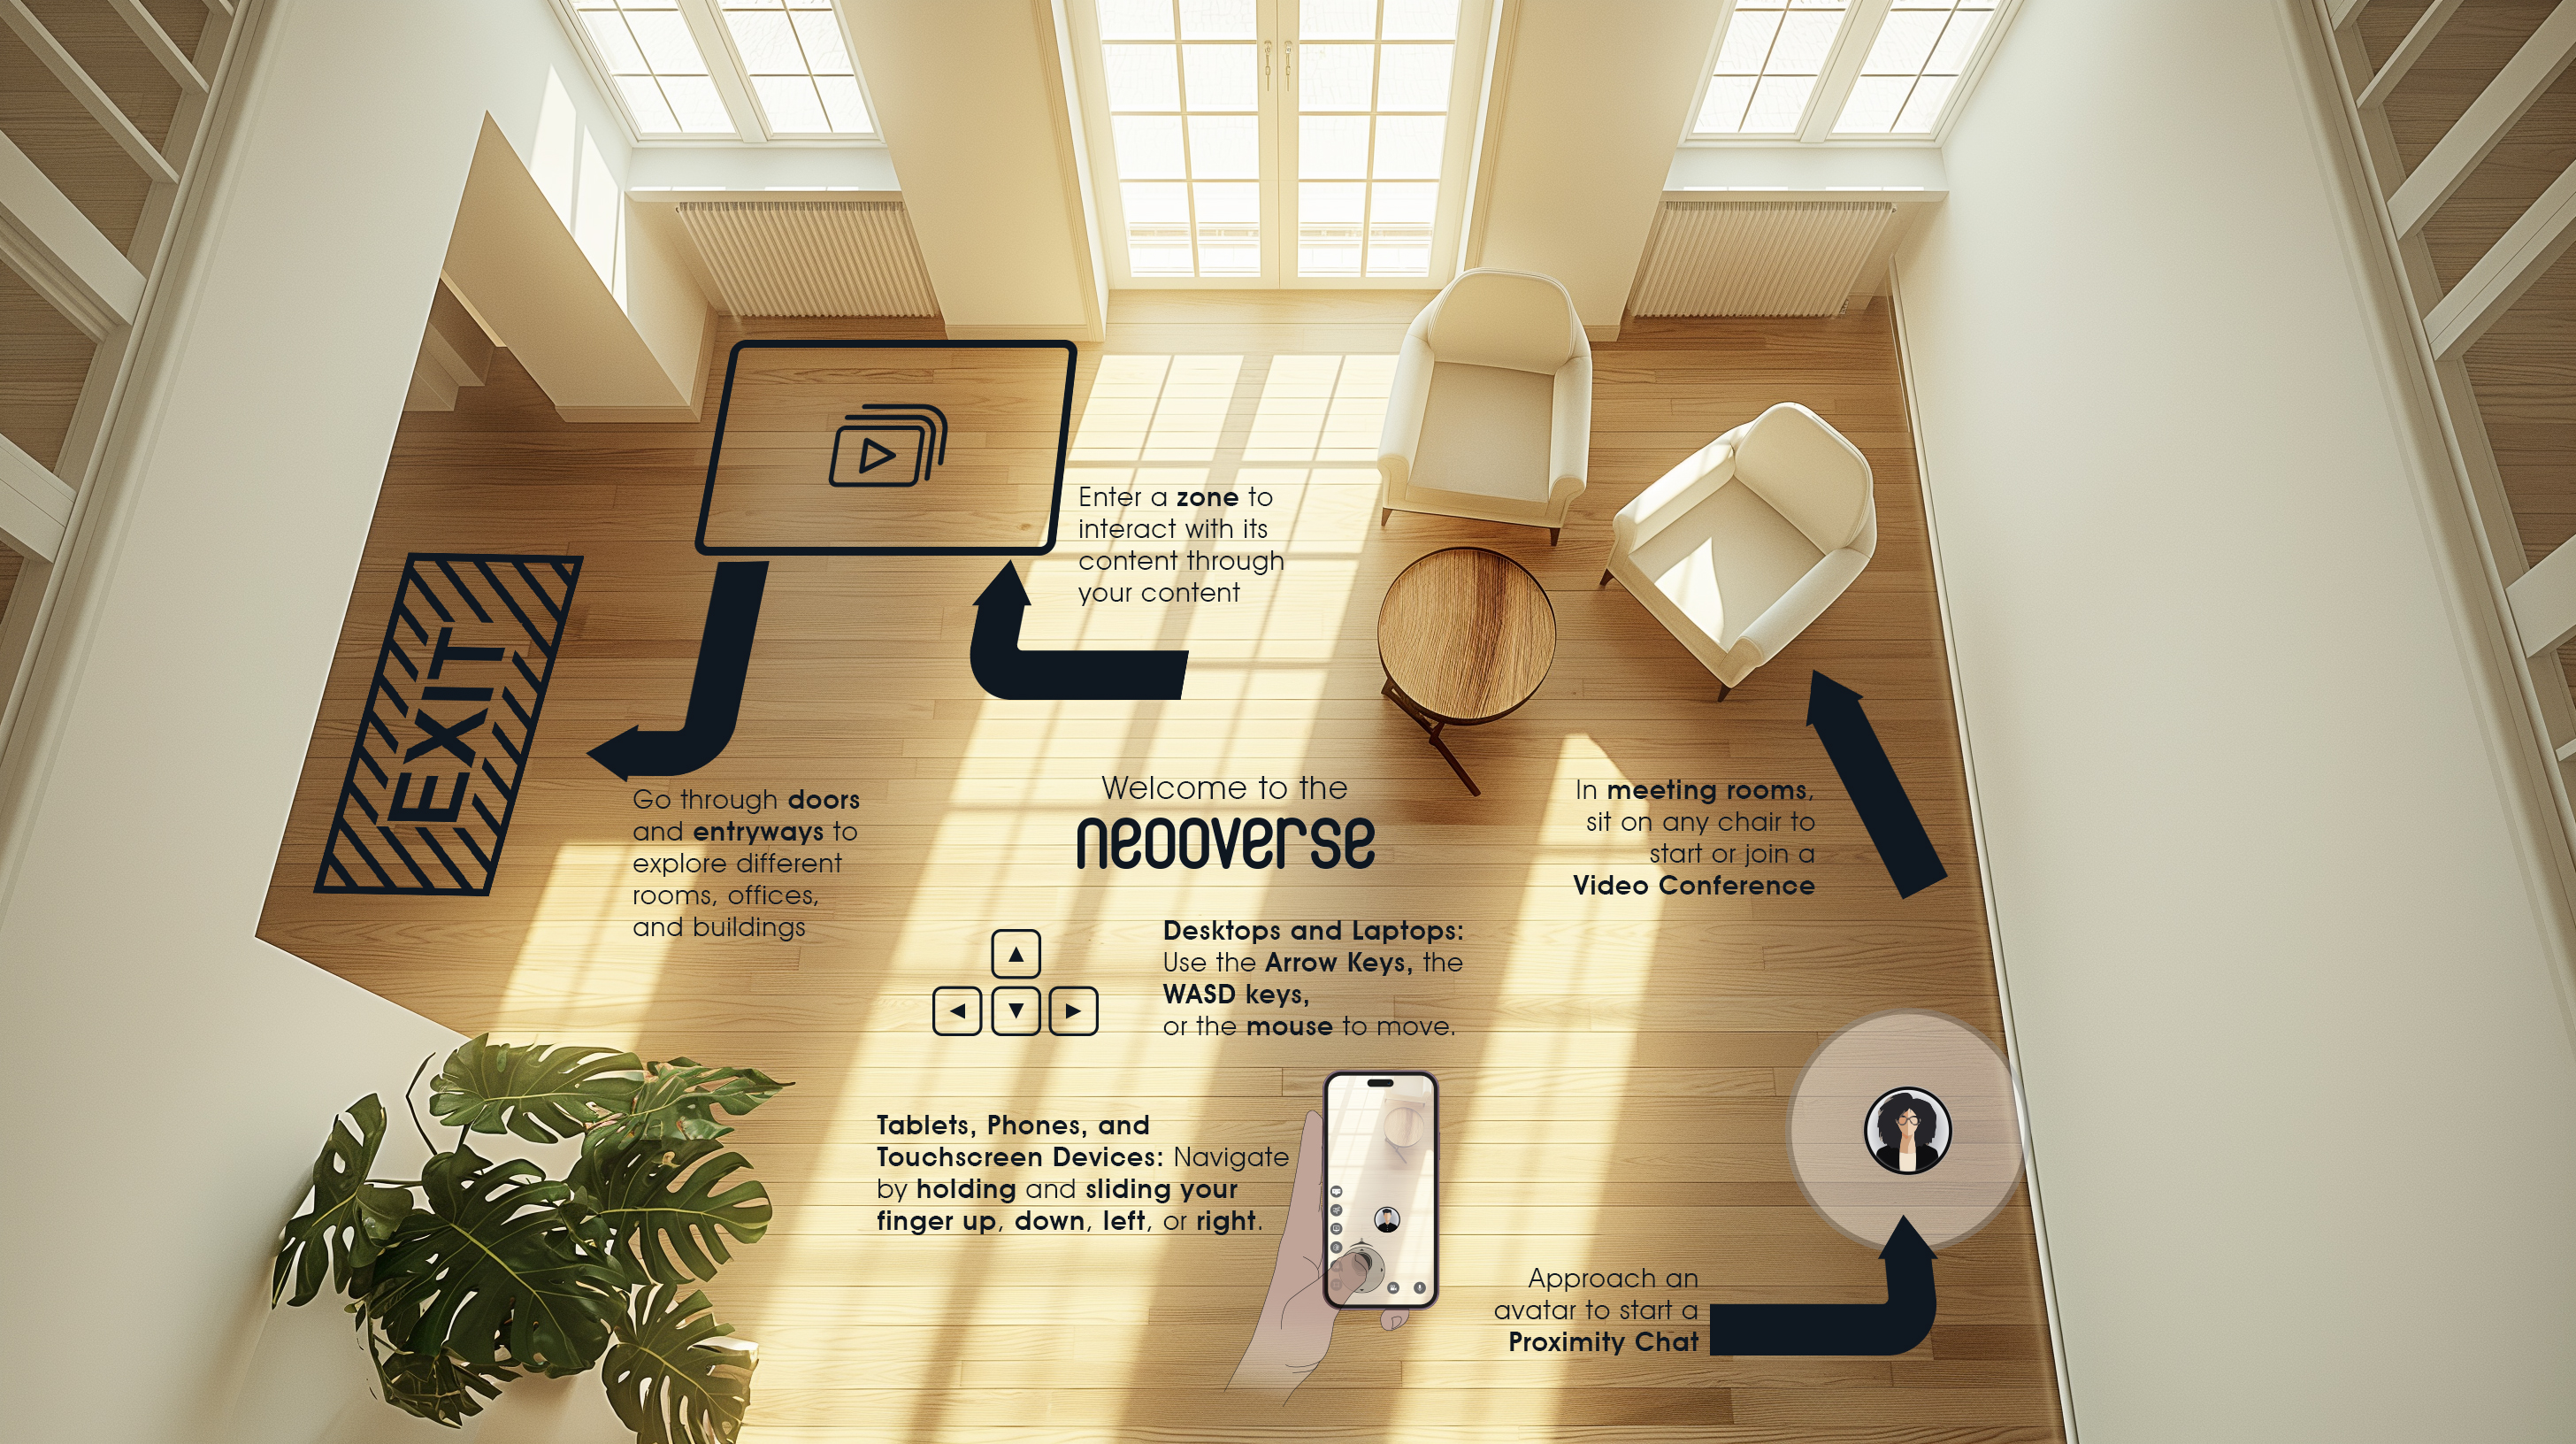 Enter a zone to
interact with its
content through
your content
EXIT
Go through doors
and entryways to
explore different
rooms, offices,
and buildings
Welcome to the
neooverse
In meeting rooms,
sit on any chair to
start or join a
Video Conference
Desktops and Laptops:
Use the Arrow Keys, the
WASD keys,
or the mouse to move.
Tablets, Phones, and
Touchscreen Devices: Navigate
by holding and sliding your
finger up, down, left, or right.
Approach an
avatar to start a
Proximity Chat